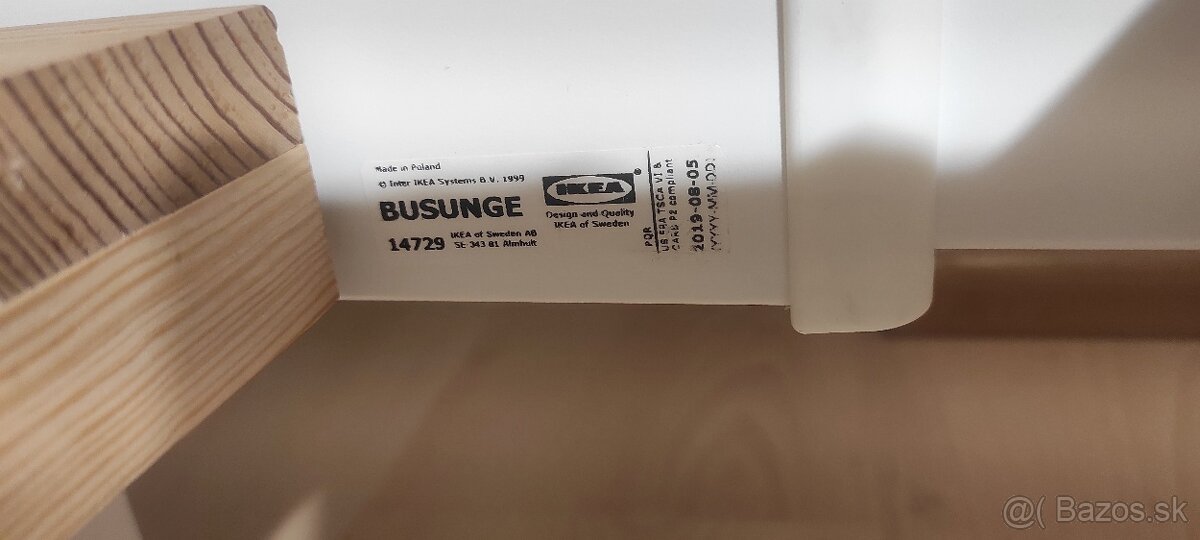 Made in Poland
© Inter IKEA Systems B.V. 1999
BUSUNGE
14729 IKEA of Sweden AB
SE 343 81 Älmhult
IKEA®
Design and Quality
IKEA of Sweden
PQR
US EPA TSCA VI &
CARB P2 compliant
2019-08-05
(YYYY-MM-DD)
@( Bazos.sk